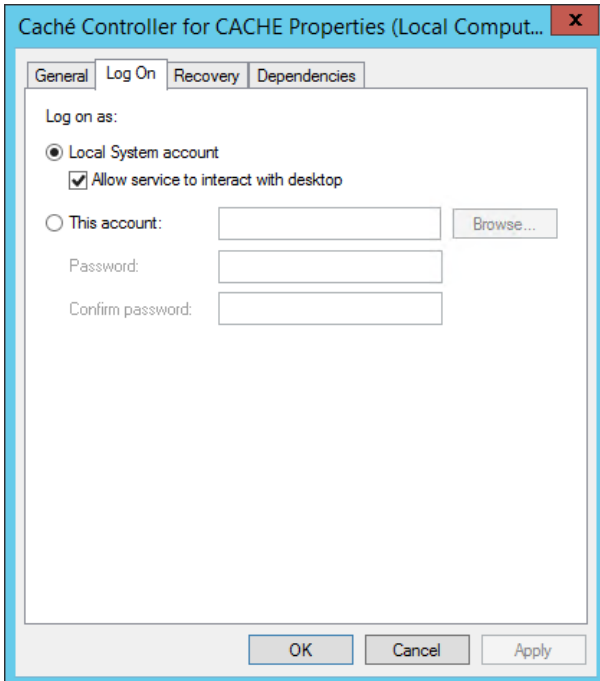 Caché Controller for CACHE Properties (Local Comput...
x
General Log On Recovery Dependencies
Log on as:
Local System account
Allow service to interact with desktop
This account: Browse...
Password:
Confirm password:
OK Cancel Apply